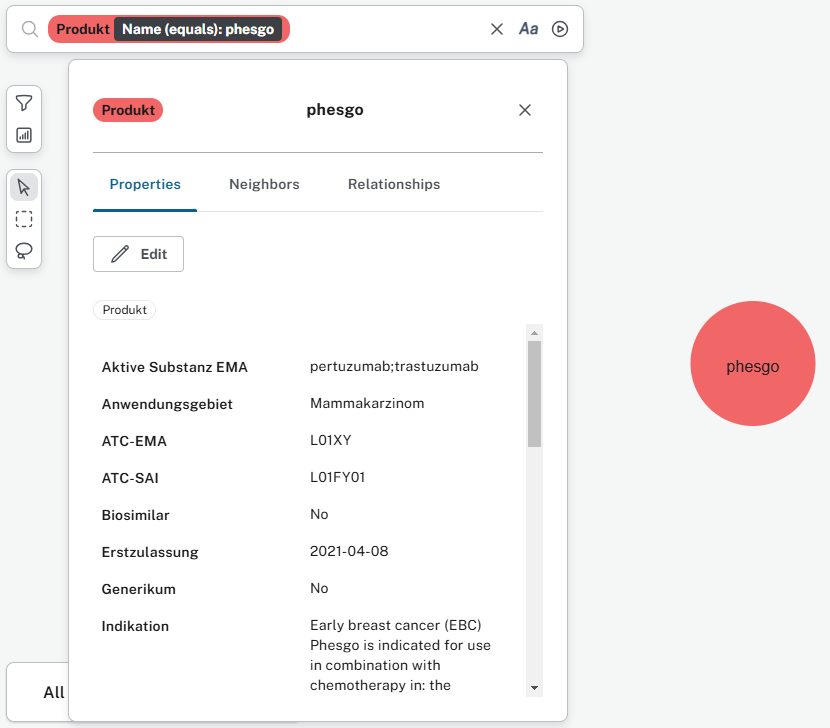 Produkt Name (equals): phesgo
Aa
Produkt
phesgo
Properties Neighbors Relationships
Edit
Produkt
Aktive Substanz EMA pertuzumab;trastuzumab
Anwendungsgebiet Mammakarzinom
ATC-EMA L01XY
ATC-SAI L01FY01
Biosimilar No
Erstzulassung 2021-04-08
Generikum No
Indikation Early breast cancer (EBC)
Phesgo is indicated for use
in combination with
chemotherapy in: the
phesgo
All